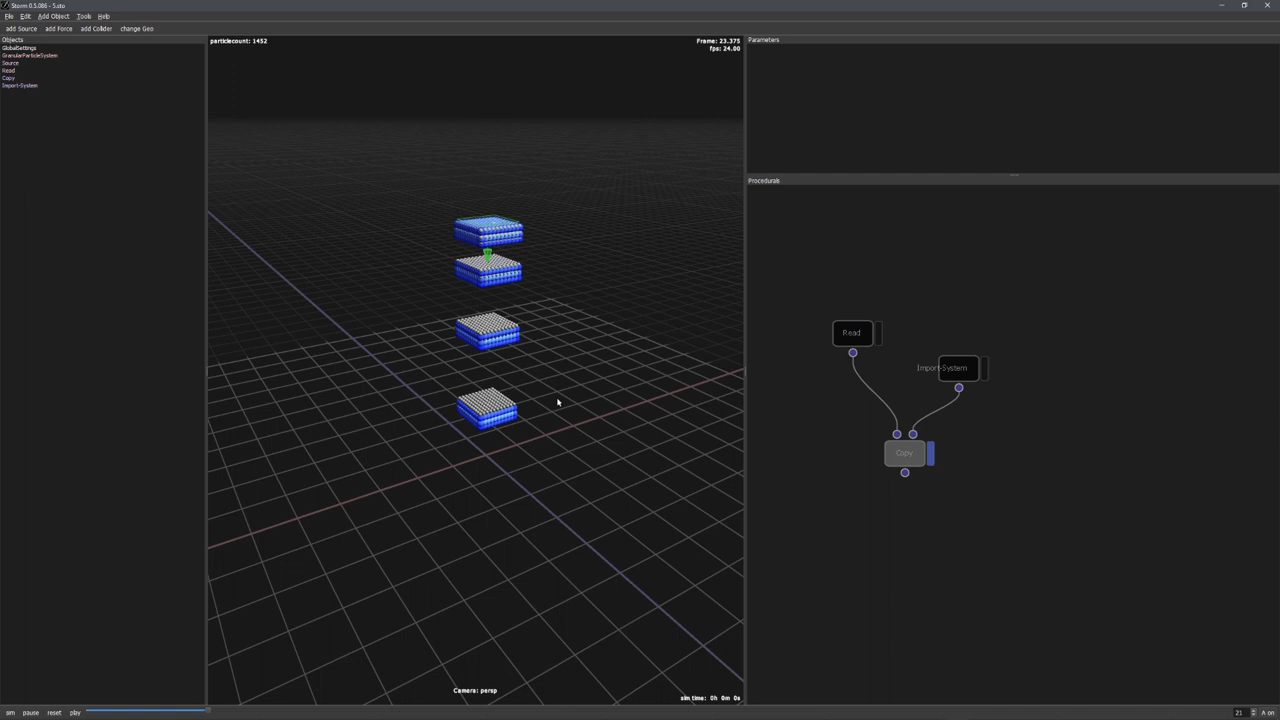 Storm 0.5.086 - 5.sto
File Edit Add Object Tools Help
add Source add Force add Collider change Geo
Objects
GlobalSettings
GranularParticleSystem
Source
Read
Copy
Import-System
particlecount: 1452
Frame: 23.375
fps: 24.00
Camera: persp
sim time: 0h 0m 0s
Parameters
Procedurals
Read
Import-System
Copy
sim pause reset play
21 A on